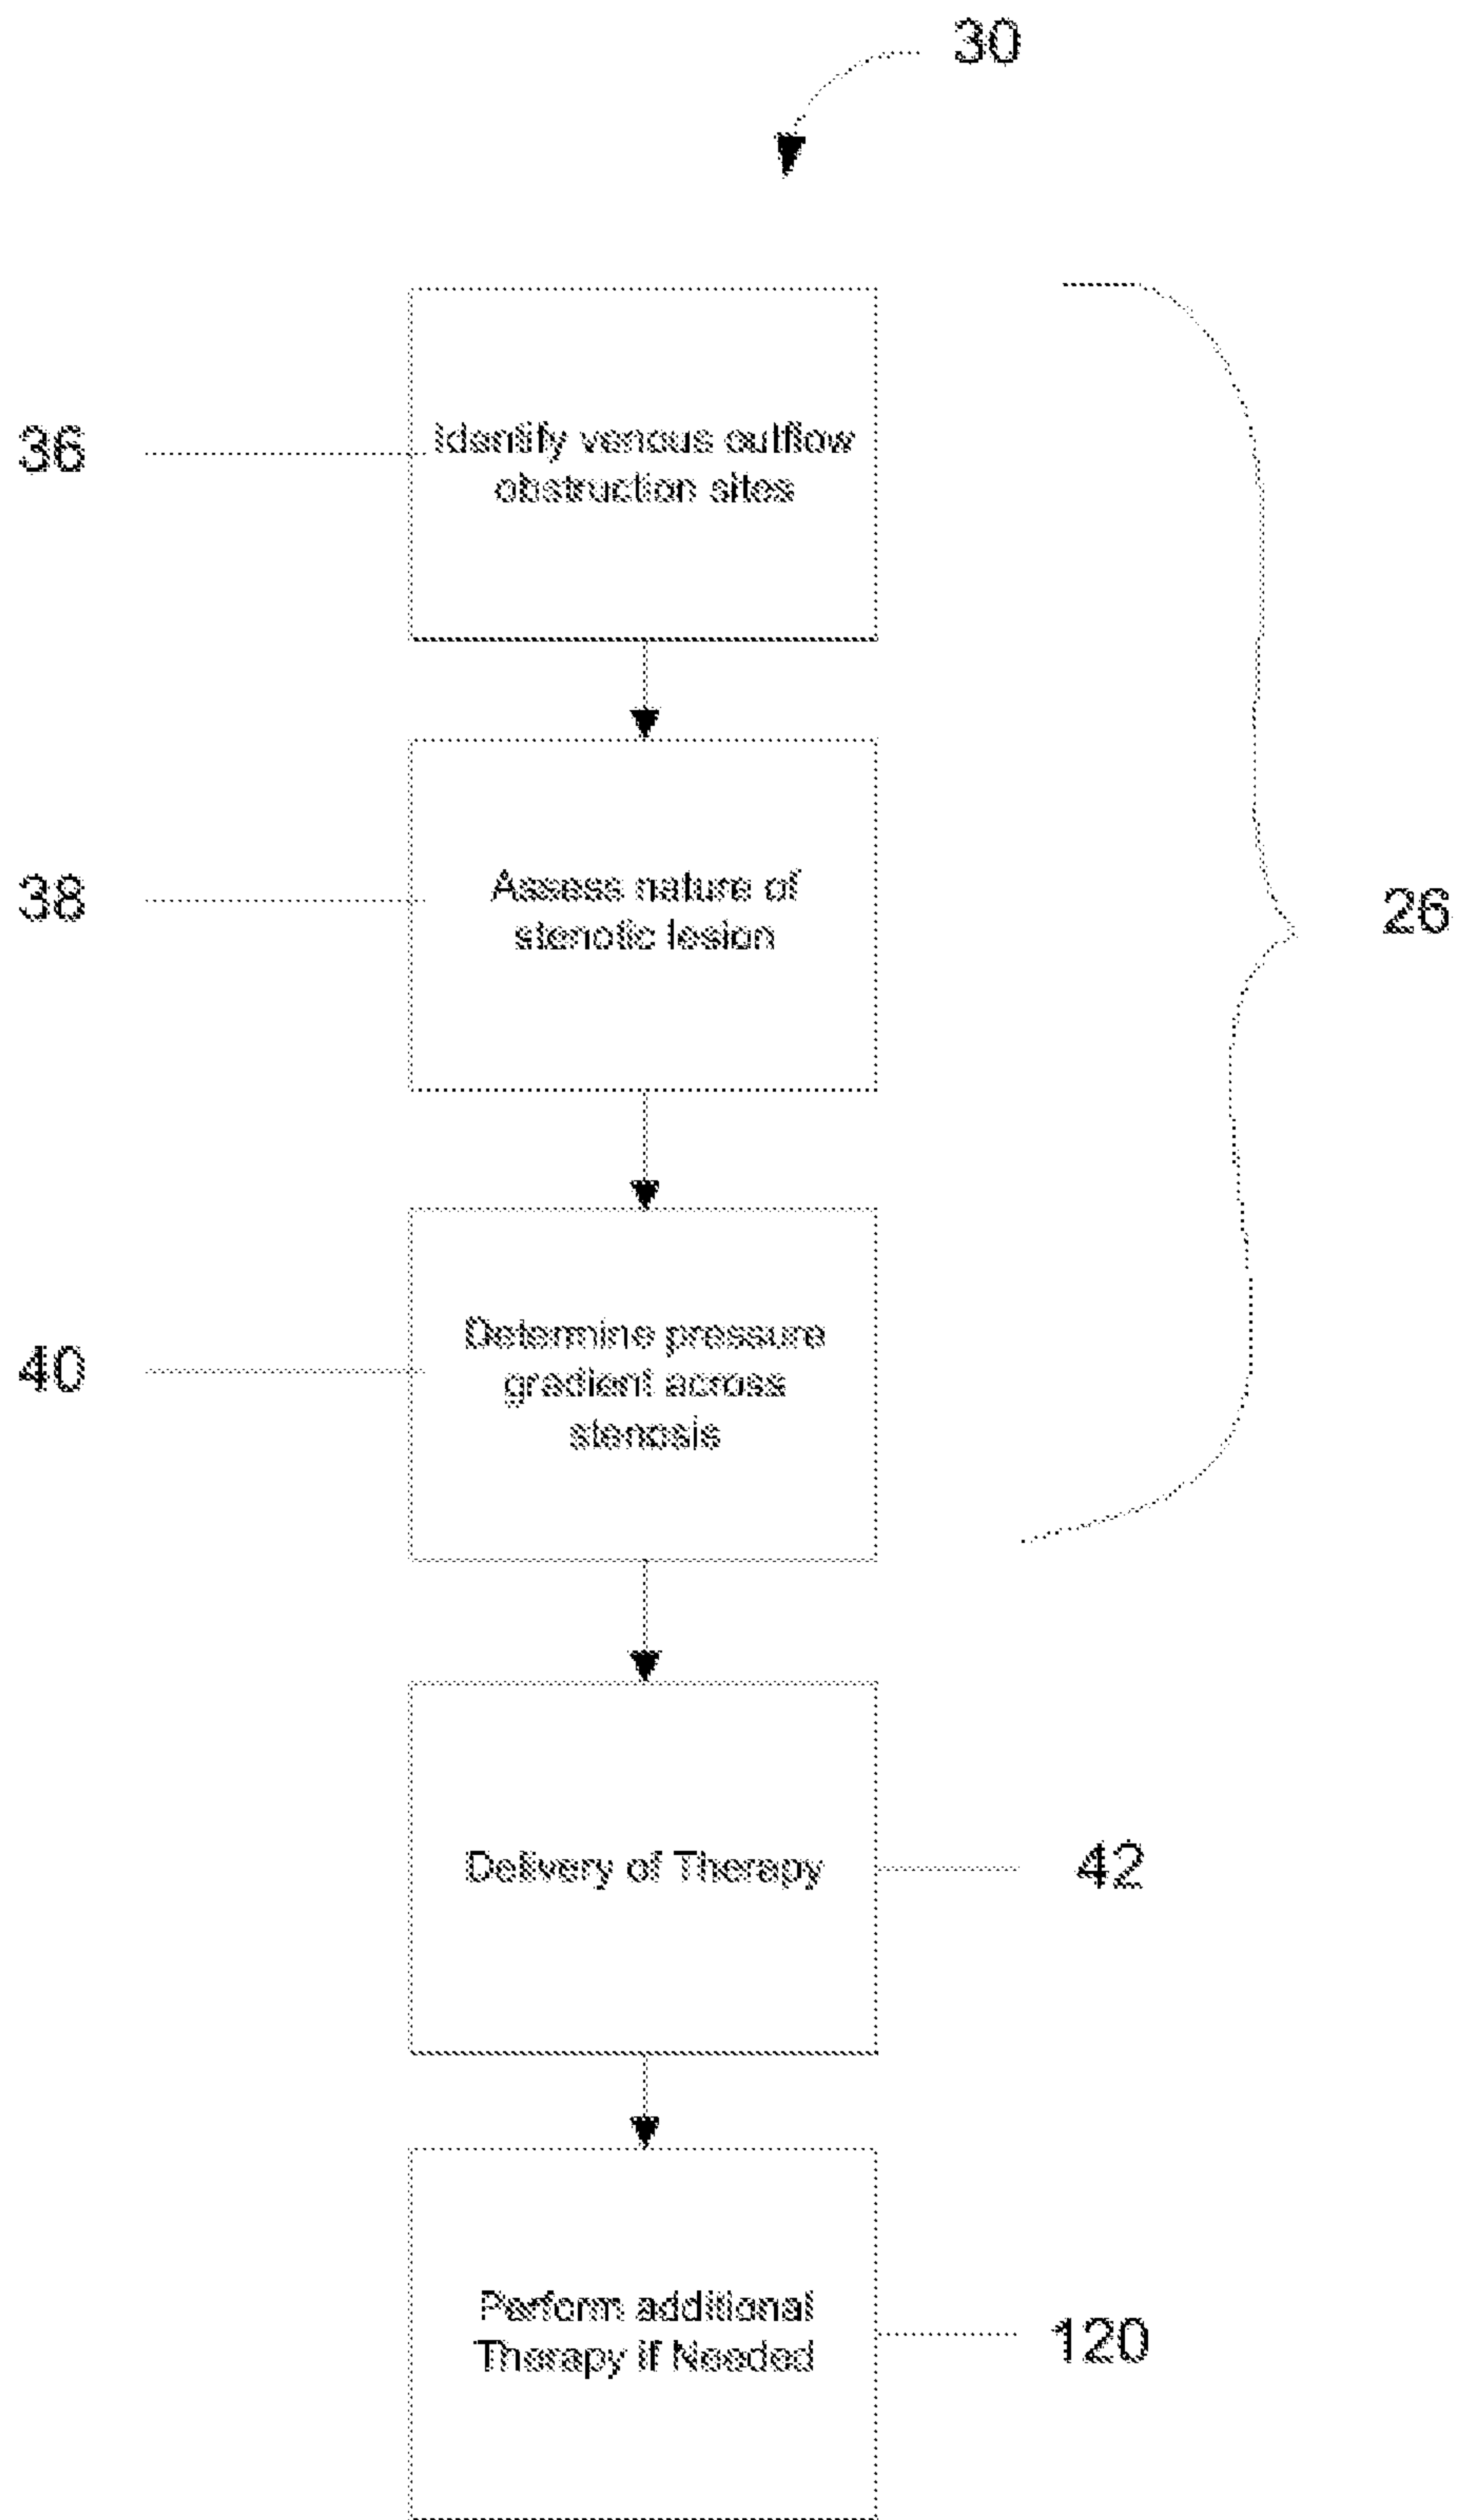 30
36
Identify venous outflow
obstruction sites
38
Assess nature of
stenotic lesion
26
40
Determine pressure
gradient across
stenosis
Delivery of Therapy
42
Perform additional
Therapy if Needed
120